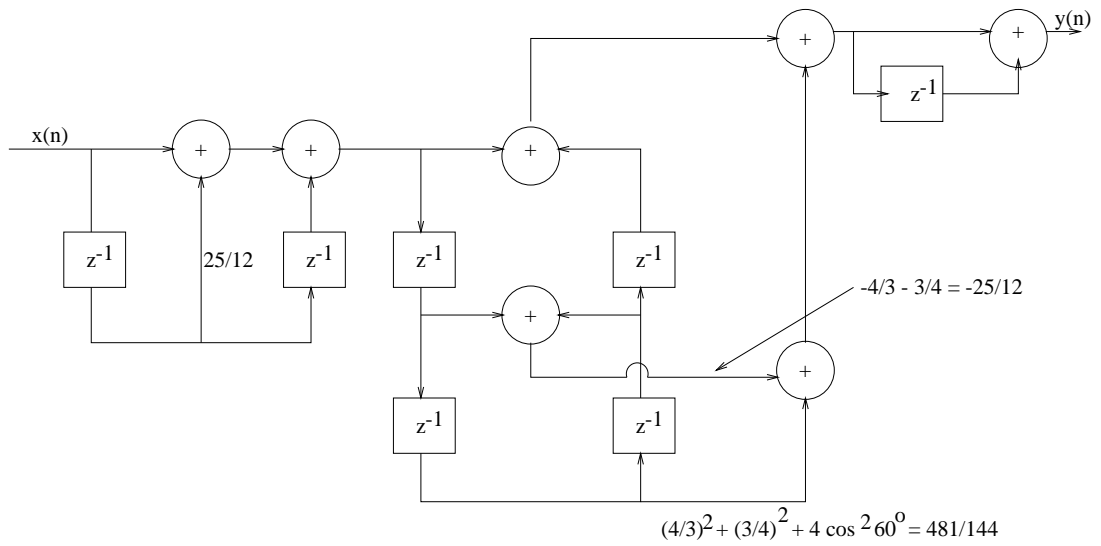 y(n)
+
+
z-1
x(n)
+
+
+
z-1
25/12
z-1
z-1
z-1
-4/3 - 3/4 = -25/12
+
+
z-1
z-1
(4/3)2 + (3/4)2 + 4 cos 2 60o = 481/144